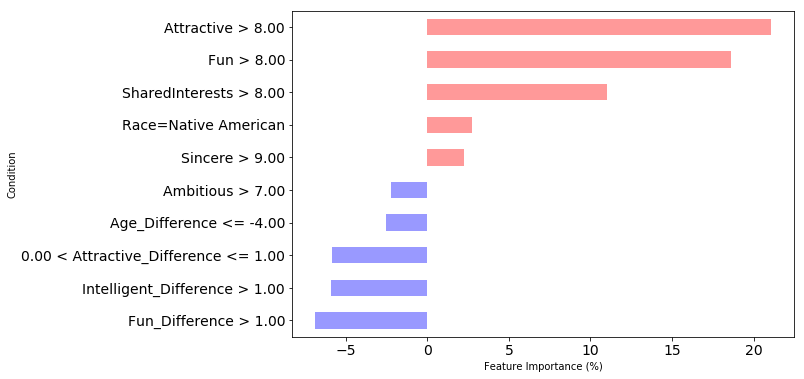 Attractive > 8.00
Fun > 8.00
SharedInterests > 8.00
Race=Native American
Sincere > 9.00
Ambitious > 7.00
Age_Difference <= -4.00
0.00 < Attractive_Difference <= 1.00
Intelligent_Difference > 1.00
Fun_Difference > 1.00
Condition
−5 0 5 10 15 20
Feature Importance (%)